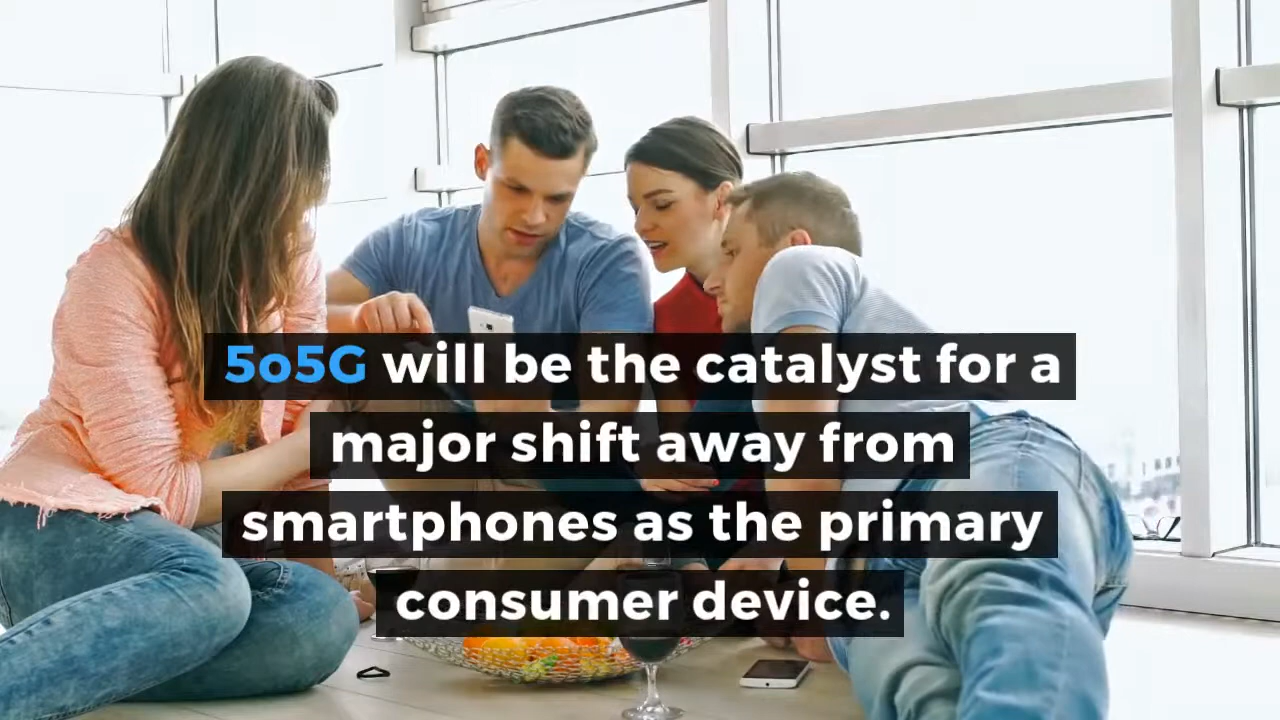 5o5G will be the catalyst for a
major shift away from
smartphones as the primary
consumer device.